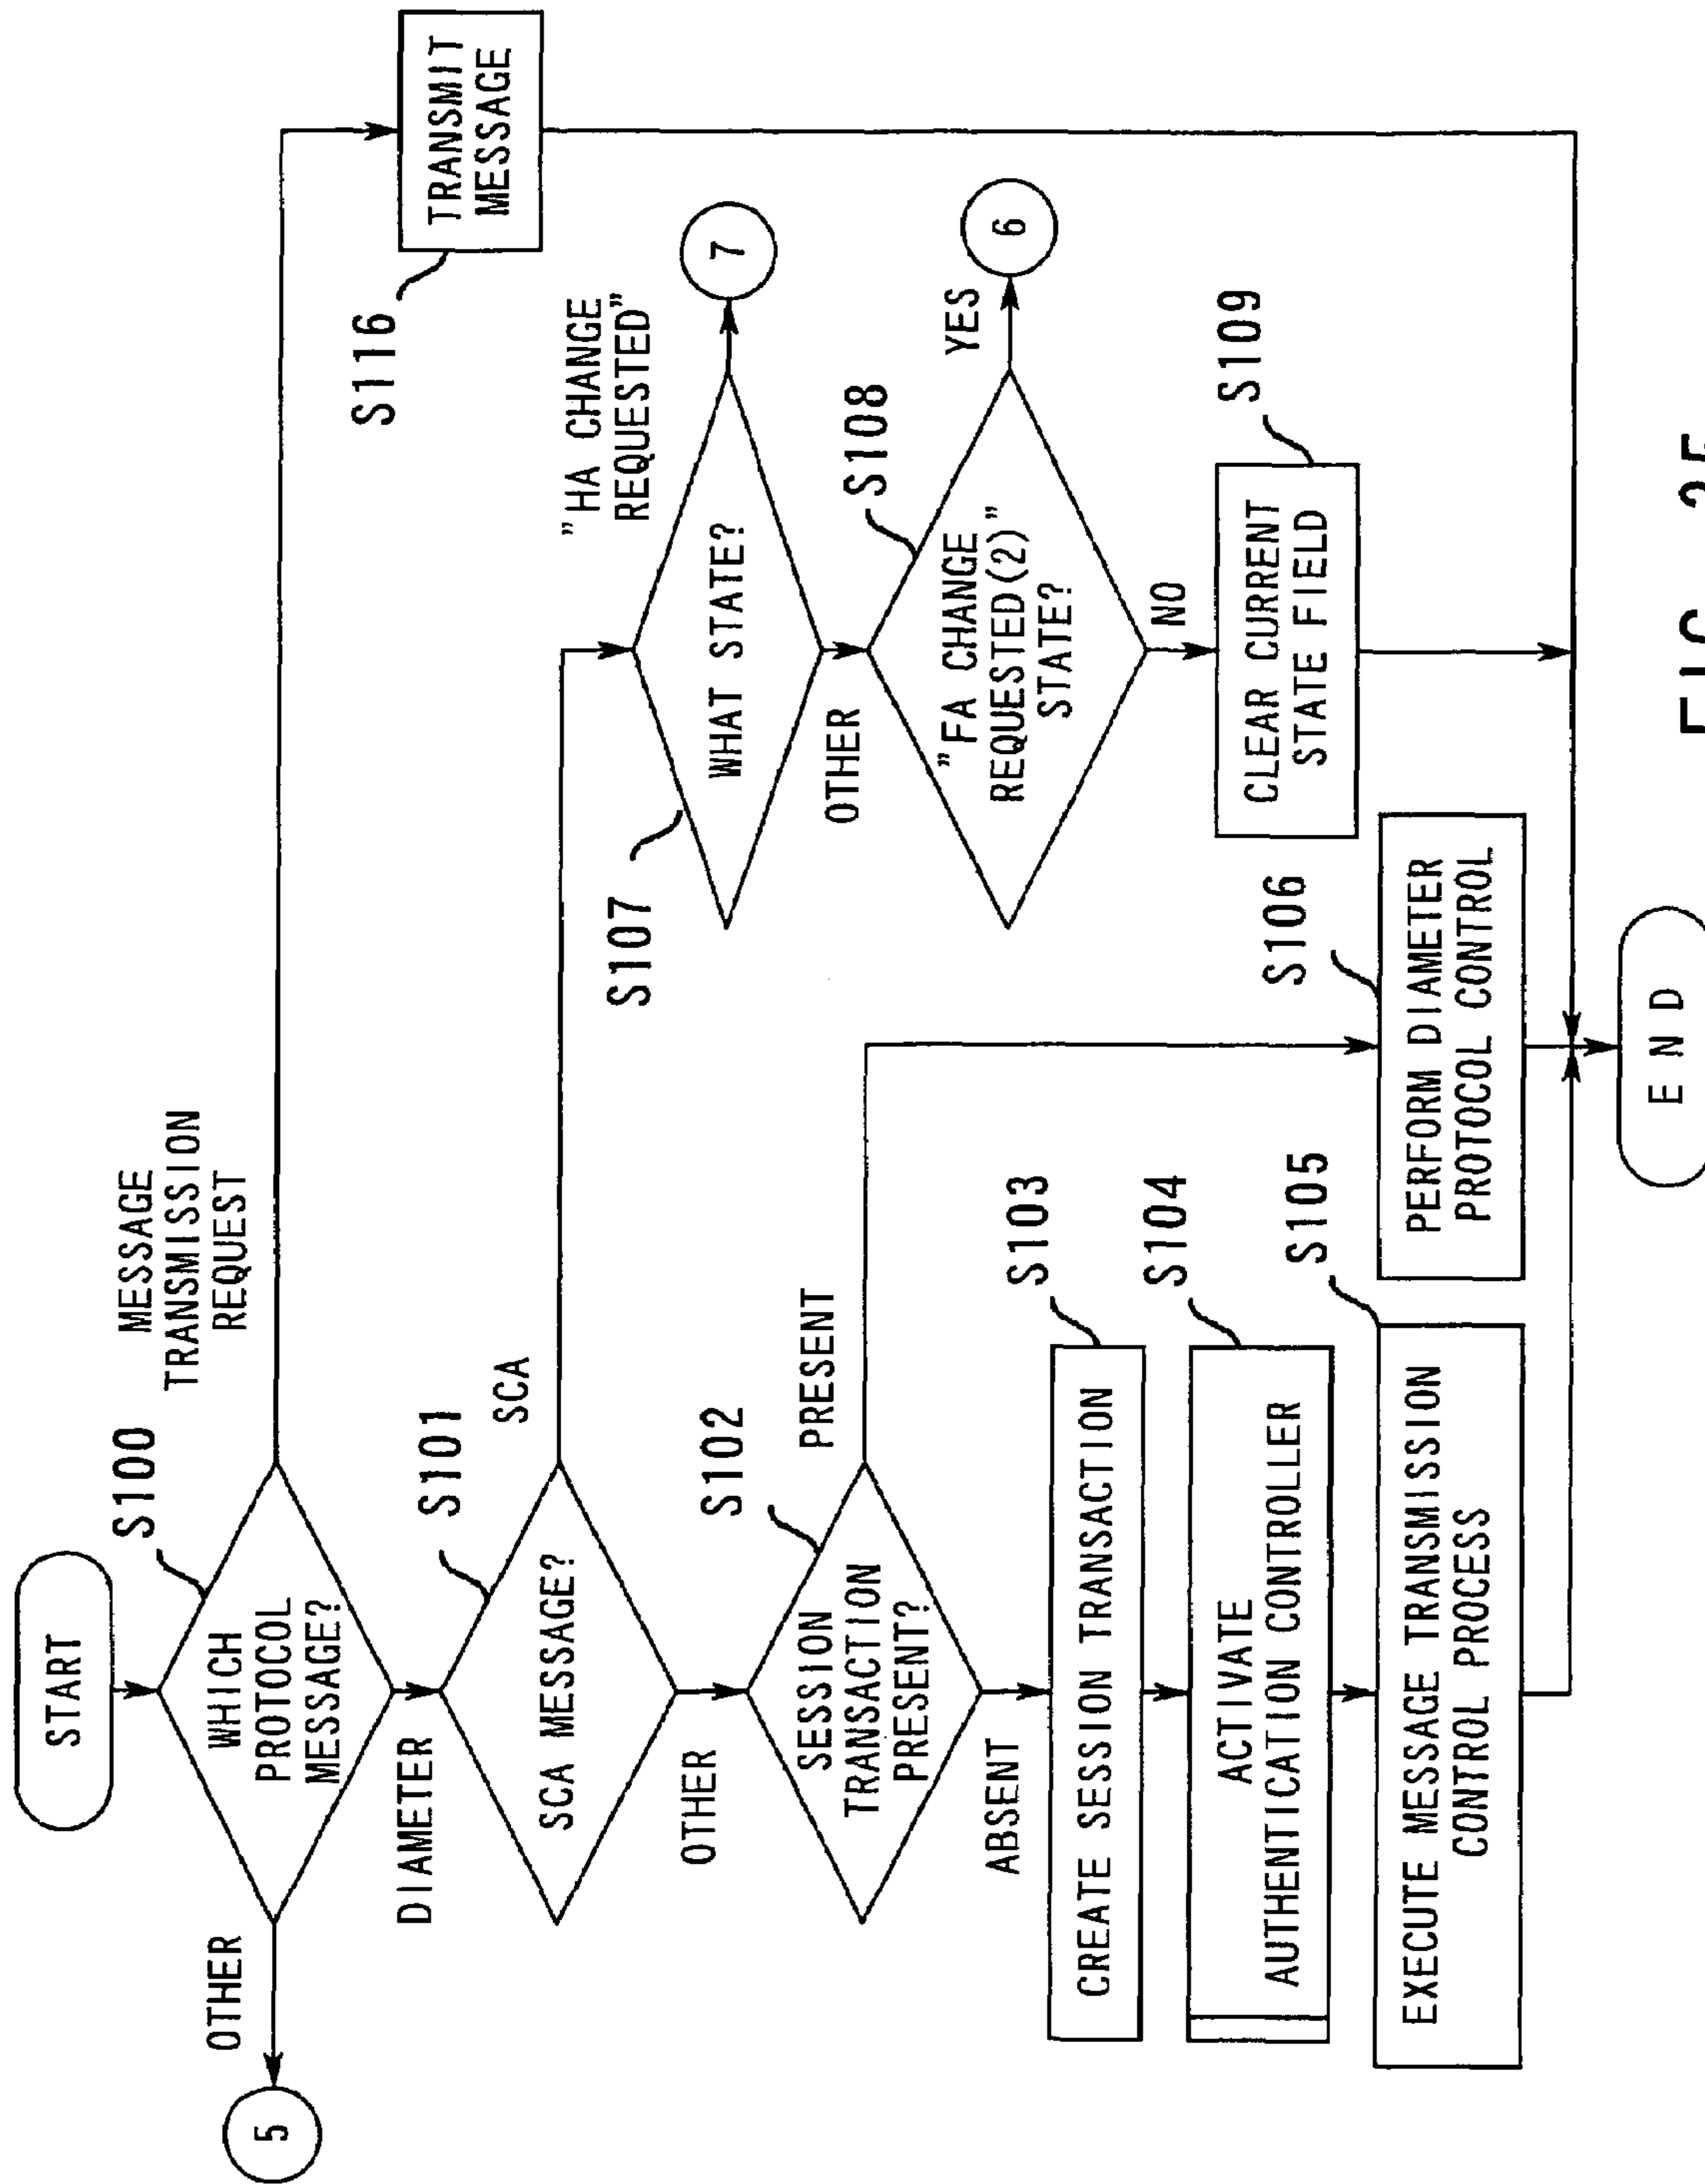 START
S100
WHICH
PROTOCOL
MESSAGE?
OTHER
5
MESSAGE
TRANSMISSION
REQUEST
S116
TRANSMIT
MESSAGE
DIAMETER
S101
SCA MESSAGE?
SCA
OTHER
S102
SESSION
TRANSACTION
PRESENT?
PRESENT
ABSENT
S103
CREATE SESSION TRANSACTION
S104
ACTIVATE
AUTHENTICATION CONTROLLER
S105
EXECUTE MESSAGE TRANSMISSION
CONTROL PROCESS
S106
PERFORM DIAMETER
PROTOCOL CONTROL
S107
WHAT STATE?
"HA CHANGE
REQUESTED"
7
OTHER
S108
"FA CHANGE
REQUESTED(2)"
STATE?
YES
6
NO
S109
CLEAR CURRENT
STATE FIELD
END